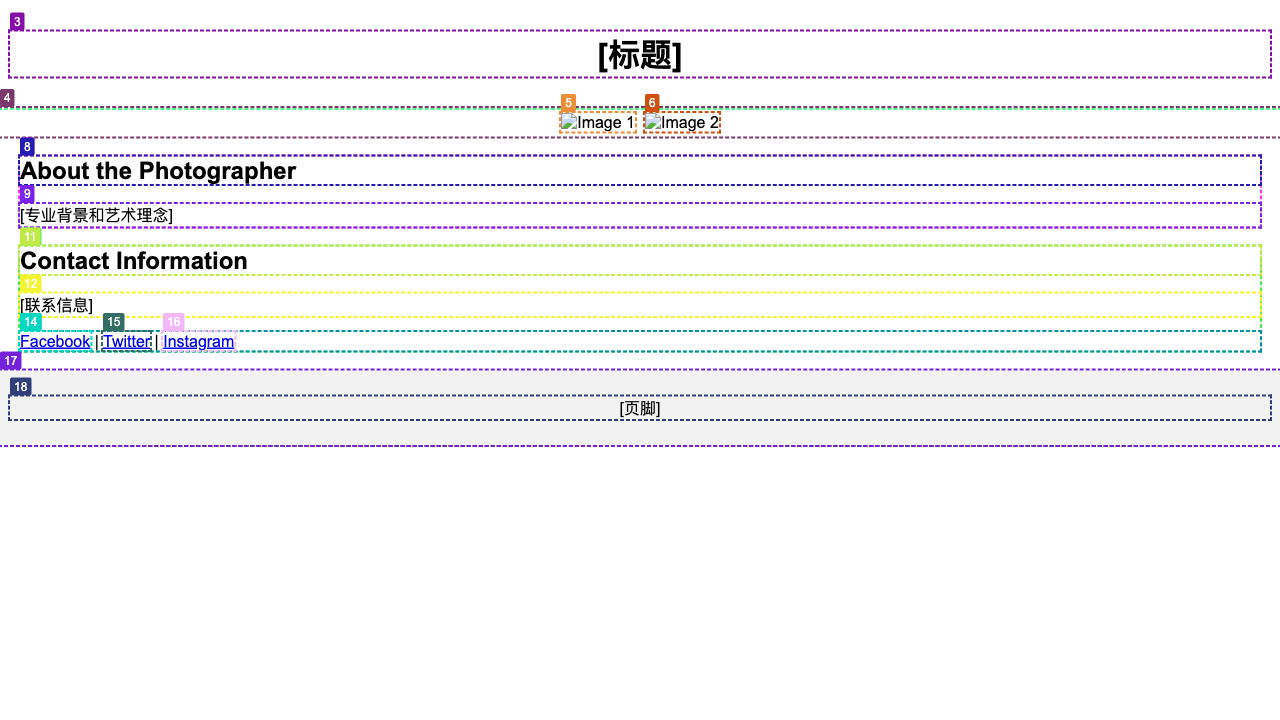 3
[标题]
4
5 6
Image 1 Image 2
8
About the Photographer
9
[专业背景和艺术理念]
11
Contact Information
12
[联系信息]
14 15 16
Facebook | Twitter | Instagram
17
18
[页脚]